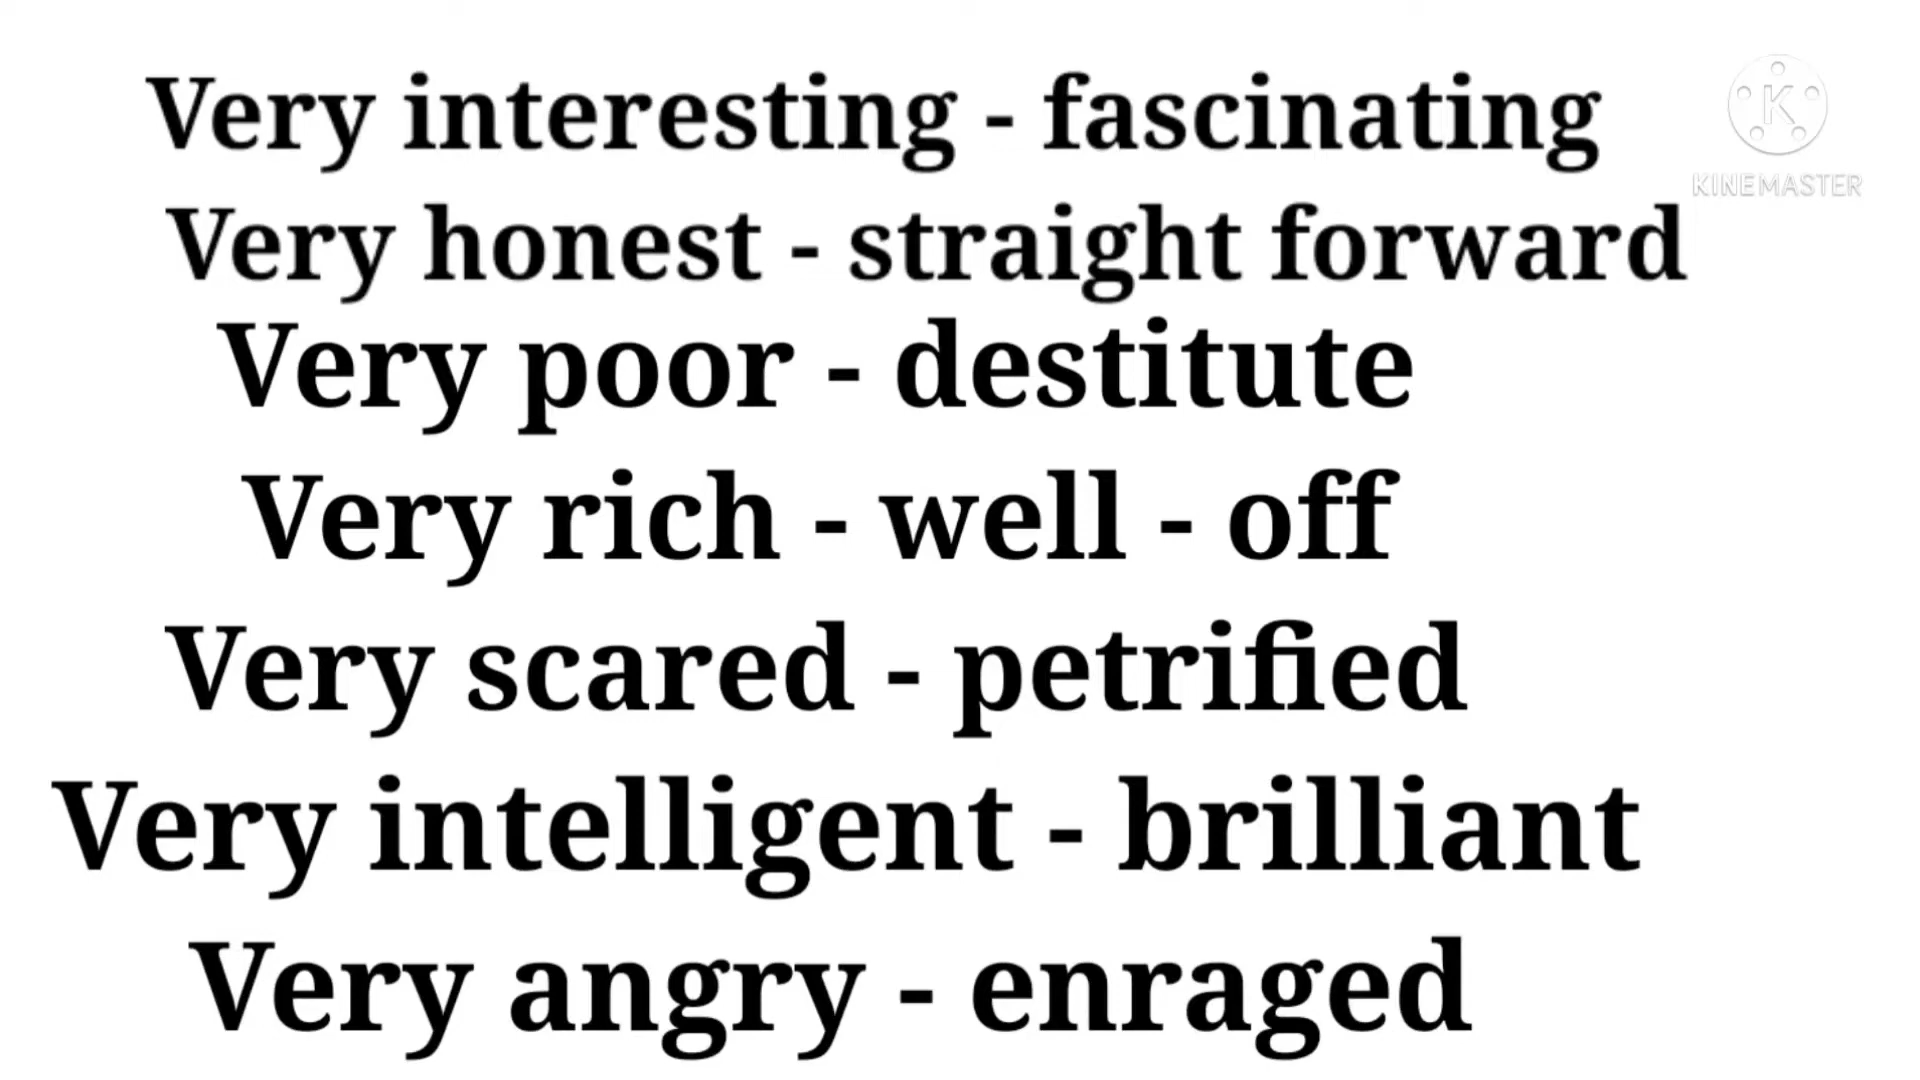 Very interesting - fascinating
KINEMASTER
Very honest - straight forward
Very poor - destitute
Very rich - well - off
Very scared - petrified
Very intelligent - brilliant
Very angry - enraged